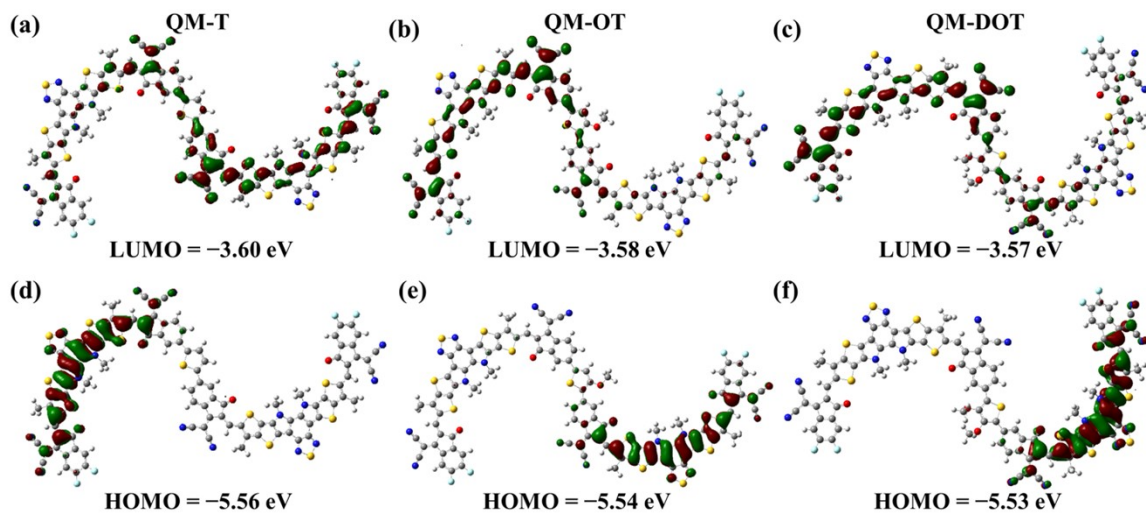 (a) QM-T
(b) QM-OT
(c) QM-DOT
LUMO = −3.60 eV
LUMO = −3.58 eV
LUMO = −3.57 eV
(d)
(e)
(f)
HOMO = −5.56 eV
HOMO = −5.54 eV
HOMO = −5.53 eV